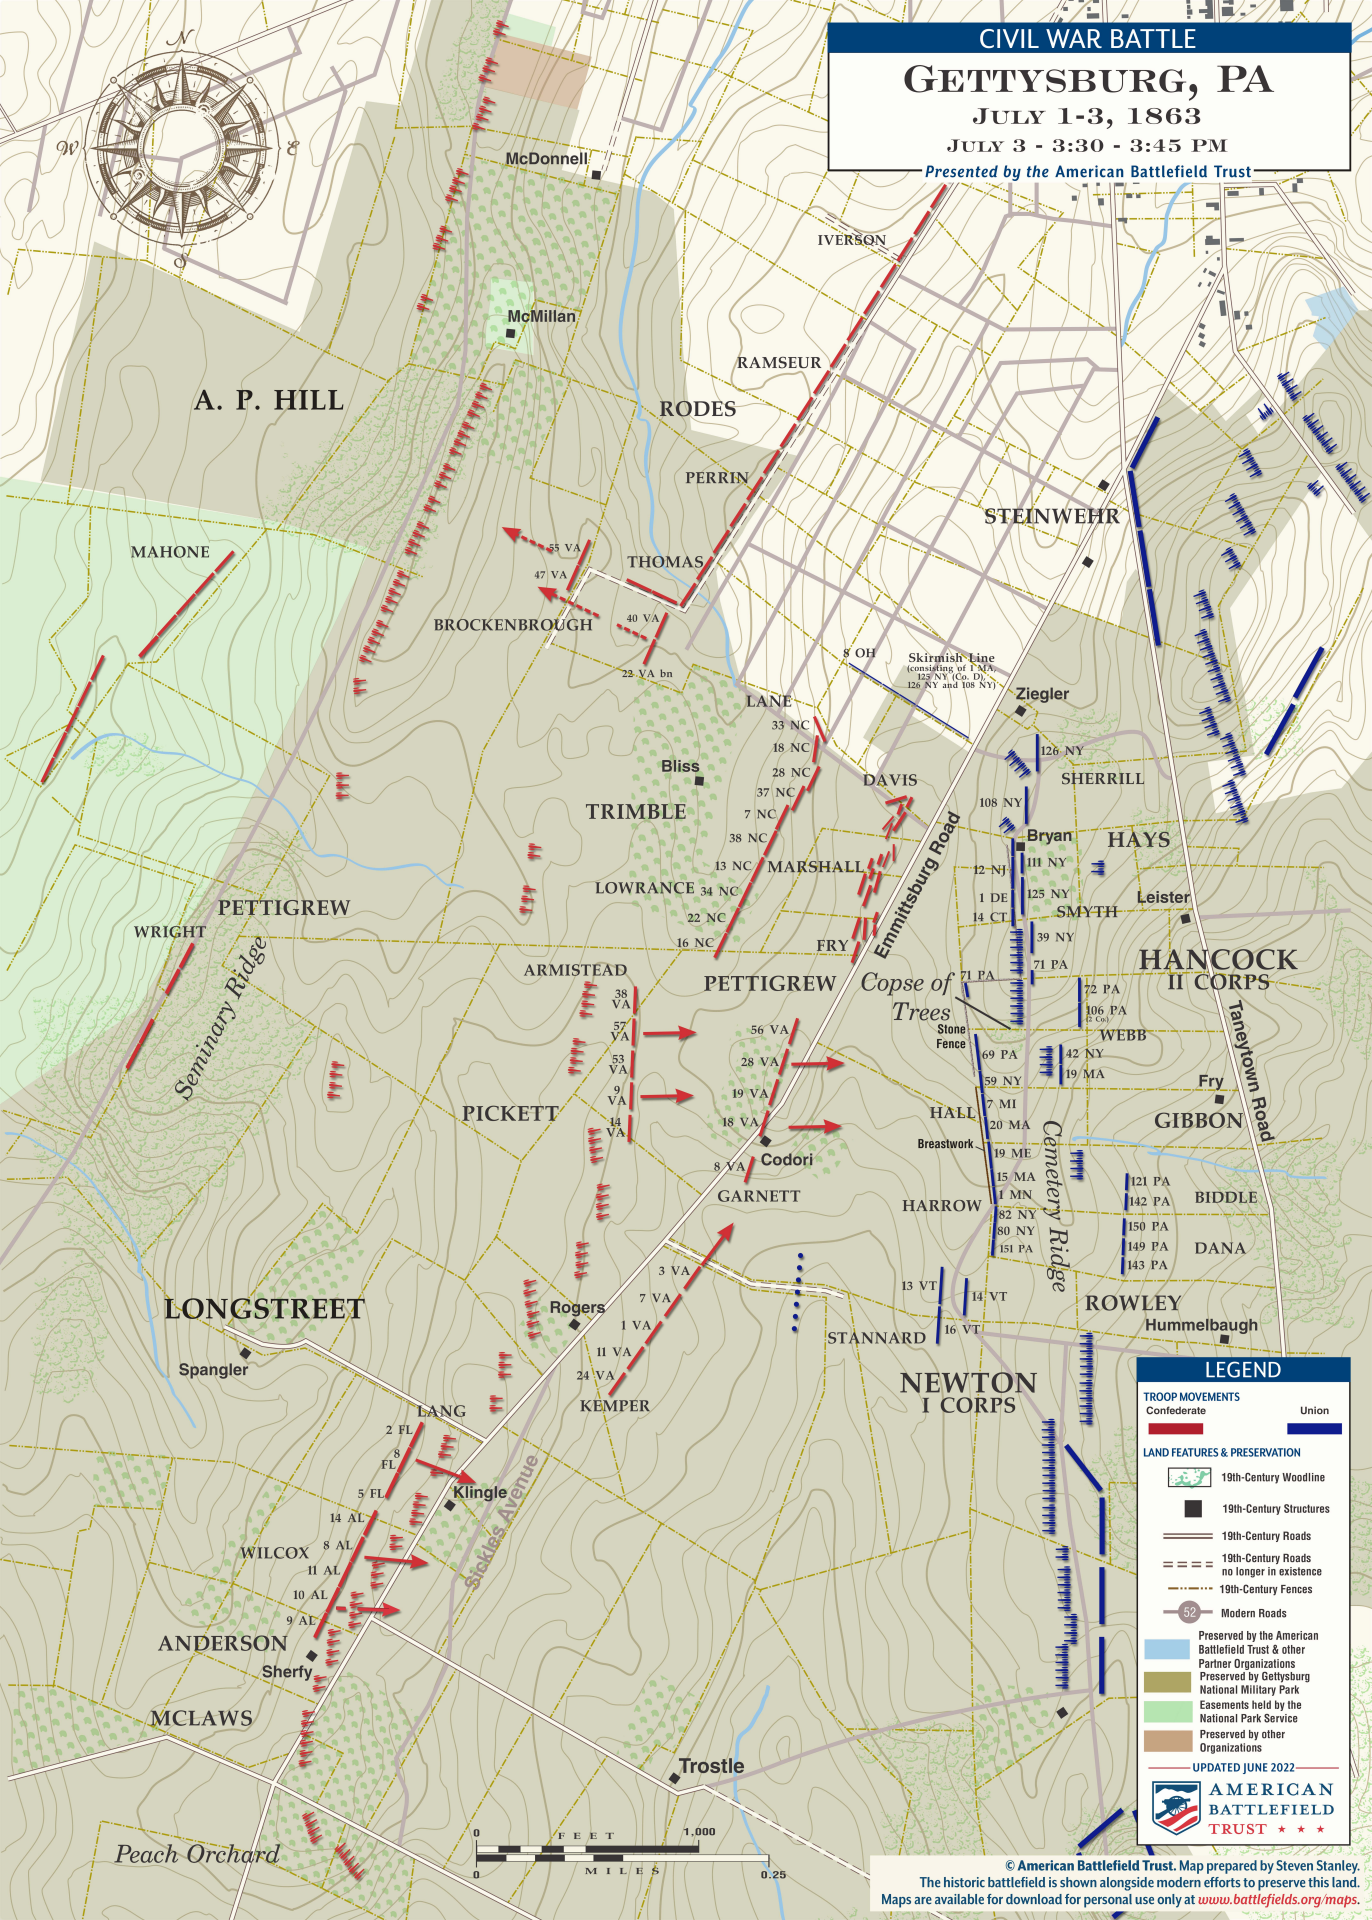 CIVIL WAR BATTLE
GETTYSBURG, PA
JULY 1-3, 1863
JULY 3 - 3:30 - 3:45 PM
Presented by the American Battlefield Trust
N
W
E
S
McDonnell
McMillan
IVERSON
RAMSEUR
A. P. HILL
RODES
PERRIN
STEINWEHR
MAHONE
55 VA
THOMAS
47 VA
40 VA
BROCKENBROUGH
22 VA bn
8 OH
Skirmish Line
(consisting of 1 MA,
125 NY (Co. D),
126 NY and 108 NY)
Ziegler
LANE
33 NC
18 NC
28 NC
37 NC
7 NC
38 NC
13 NC
34 NC
22 NC
16 NC
126 NY
SHERRILL
Bliss
DAVIS
TRIMBLE
108 NY
Bryan
HAYS
MARSHALL
12 NJ
111 NY
LOWRANCE
1 DE
125 NY
Leister
14 CT
SMYTH
PETTIGREW
WRIGHT
39 NY
FRY
Emmittsburg Road
HANCOCK
II CORPS
71 PA
71 PA
ARMISTEAD
PETTIGREW
Copse of
Trees
72 PA
106 PA
(2 Co.)
Seminary Ridge
38
VA
57
VA
53
VA
9
VA
14
VA
56 VA
28 VA
19 VA
18 VA
8 VA
Stone
Fence
WEBB
69 PA
42 NY
19 MA
59 NY
Fry
Taneytown Road
PICKETT
HALL
7 MI
GIBBON
20 MA
Breastwork
Cemetery Ridge
19 ME
Codori
15 MA
121 PA
GARNETT
1 MN
BIDDLE
HARROW
142 PA
82 NY
80 NY
150 PA
151 PA
149 PA
DANA
143 PA
3 VA
7 VA
1 VA
11 VA
24 VA
KEMPER
13 VT
14 VT
ROWLEY
LONGSTREET
Rogers
16 VT
Hummelbaugh
STANNARD
Spangler
NEWTON
I CORPS
LANG
2 FL
8
FL
5 FL
Klingle
Sickles Avenue
14 AL
8 AL
WILCOX
11 AL
10 AL
9 AL
ANDERSON
Sherfy
MCLAWS
Trostle
Peach Orchard
0
1,000
FEET
MILES
0
0.25
LEGEND
TROOP MOVEMENTS
Confederate
Union
LAND FEATURES & PRESERVATION
19th-Century Woodline
19th-Century Structures
19th-Century Roads
19th-Century Roads
no longer in existence
19th-Century Fences
52
Modern Roads
Preserved by the American
Battlefield Trust & other
Partner Organizations
Preserved by Gettysburg
National Military Park
Easements held by the
National Park Service
Preserved by other
Organizations
UPDATED JUNE 2022
AMERICAN
BATTLEFIELD
TRUST
© American Battlefield Trust. Map prepared by Steven Stanley.
The historic battlefield is shown alongside modern efforts to preserve this land.
Maps are available for download for personal use only at www.battlefields.org/maps.